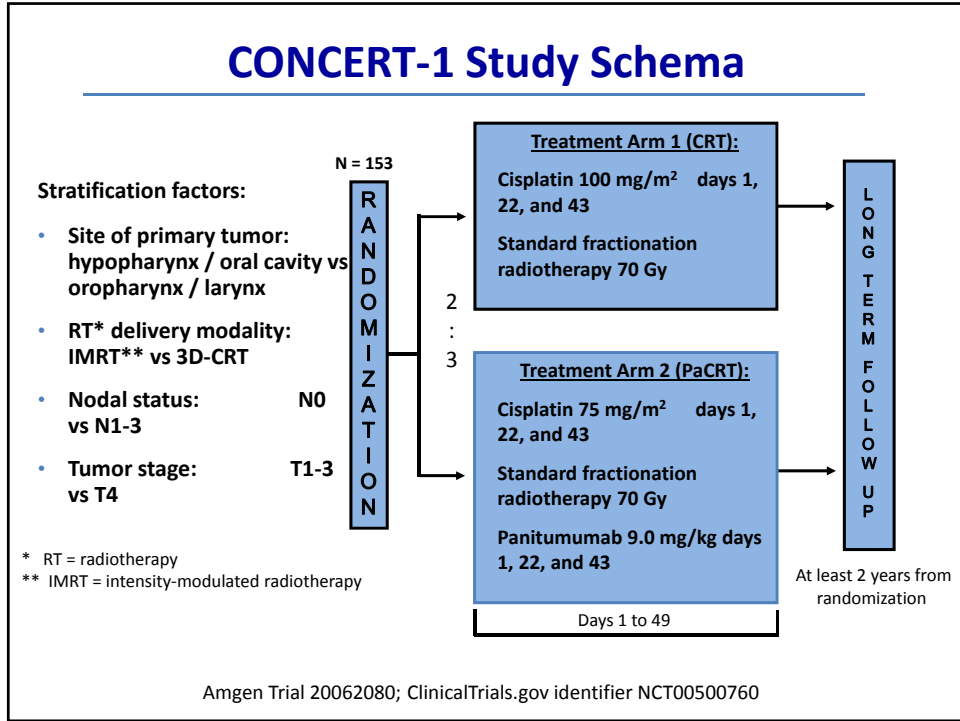 CONCERT-1 Study Schema
N = 153
Stratification factors:
• Site of primary tumor:
hypopharynx / oral cavity vs
oropharynx / larynx
• RT* delivery modality:
IMRT** vs 3D-CRT
• Nodal status: N0
vs N1-3
• Tumor stage: T1-3
vs T4
* RT = radiotherapy
** IMRT = intensity-modulated radiotherapy
RANDOMIZATION
2
:
3
Treatment Arm 1 (CRT):
Cisplatin 100 mg/m² days 1,
22, and 43
Standard fractionation
radiotherapy 70 Gy
Treatment Arm 2 (PaCRT):
Cisplatin 75 mg/m² days 1,
22, and 43
Standard fractionation
radiotherapy 70 Gy
Panitumumab 9.0 mg/kg days
1, 22, and 43
Days 1 to 49
LONG TERM FOLLOW UP
At least 2 years from
randomization
Amgen Trial 20062080; ClinicalTrials.gov identifier NCT00500760